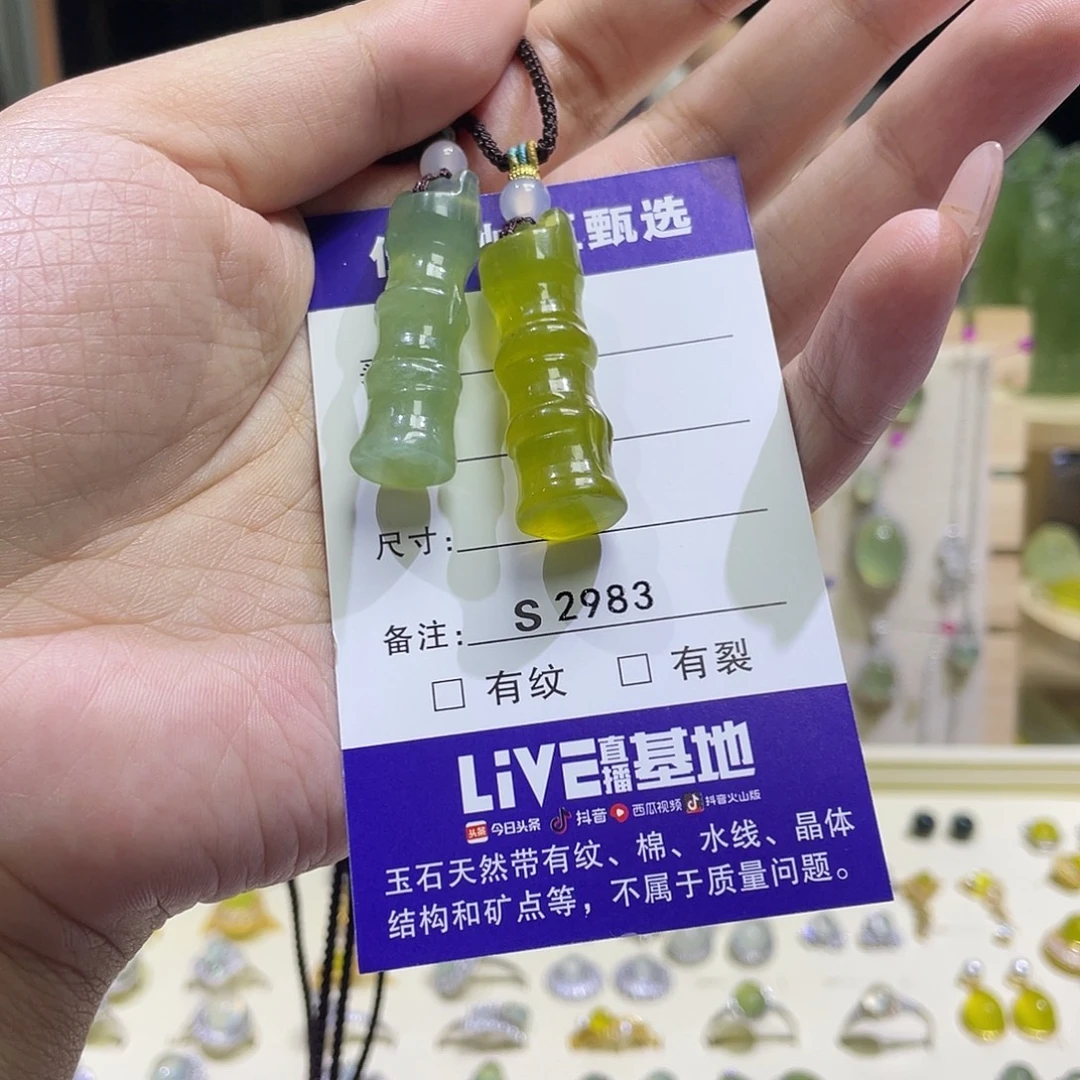 甄选
尺寸:
备注: S 2983
□ 有纹 □ 有裂
LiVE直播基地
头条 今日头条 抖音 西瓜视频 抖音火山版
玉石天然带有纹、棉、水线、晶体
结构和矿点等，不属于质量问题。